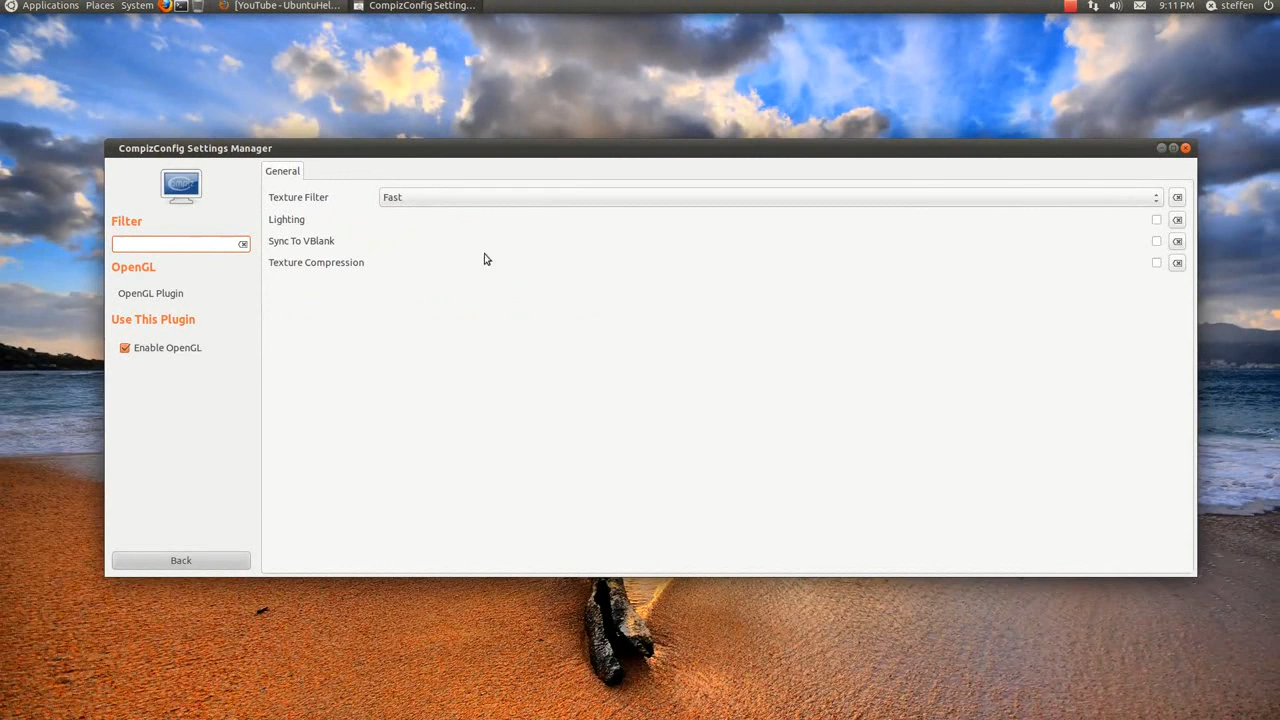 Applications Places System [YouTube - UbuntuHel... CompizConfig Setting... 9:11 PM steffen
CompizConfig Settings Manager
General
Filter
Texture Filter Fast
Lighting
Sync To VBlank
Texture Compression
OpenGL
OpenGL Plugin
Use This Plugin
Enable OpenGL
Back